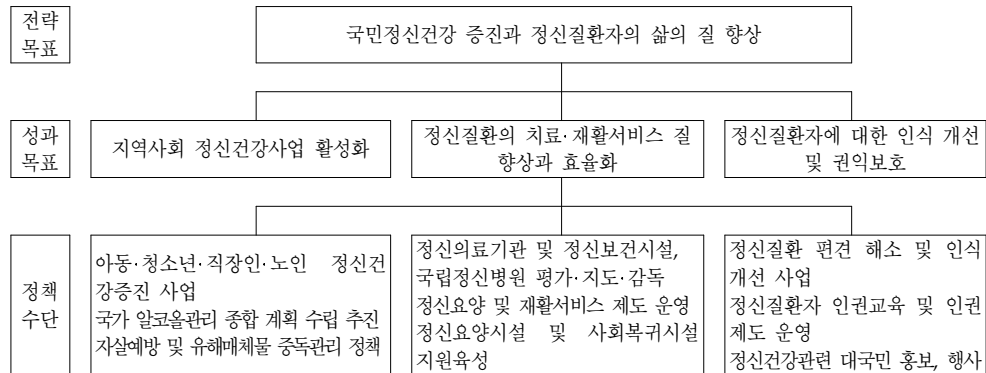 전략
목표
국민정신건강 증진과 정신질환자의 삶의 질 향상
성과
목표
지역사회 정신건강사업 활성화
정신질환의 치료·재활서비스 질
향상과 효율화
정신질환자에 대한 인식 개선
및 권익보호
정책
수단
아동·청소년·직장인·노인 정신건
강증진 사업
국가 알코올관리 종합 계획 수립 추진
자살예방 및 유해매체물 중독관리 정책
정신의료기관 및 정신보건시설,
국립정신병원 평가·지도·감독
정신요양 및 재활서비스 제도 운영
정신요양시설 및 사회복귀시설
지원육성
정신질환 편견 해소 및 인식
개선 사업
정신질환자 인권교육 및 인권
제도 운영
정신건강관련 대국민 홍보, 행사